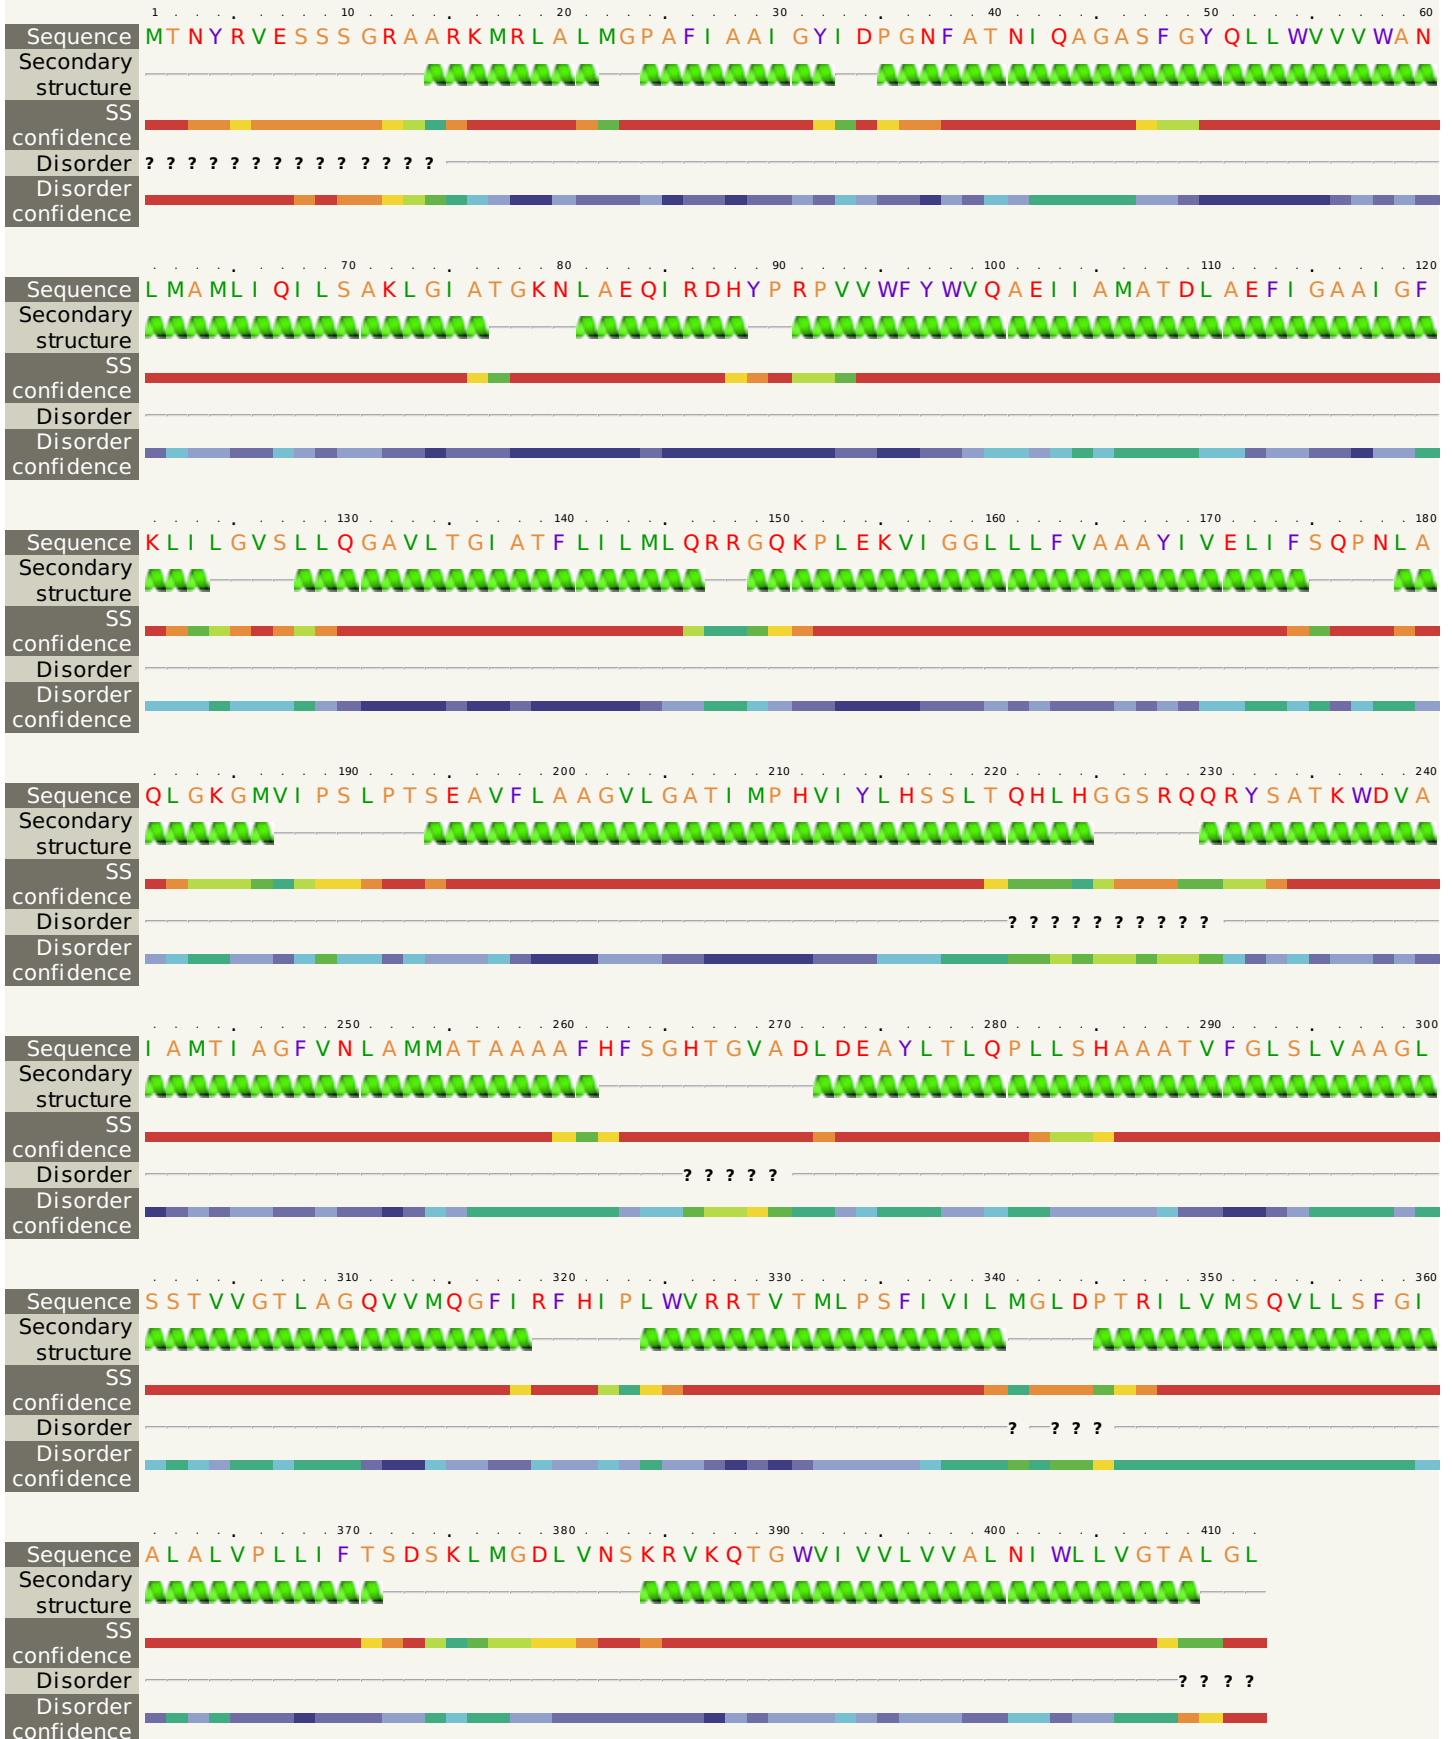 1 . . . . . . . . 10 . . . . . . . . . 20 . . . . . . . . . 30 . . . . . . . . . 40 . . . . . . . . . 50 . . . . . . . . . 60
Sequence MTNYRVESSSGRAARKMRLALMGPAFIAAIGYIDPGNFATNIQAGASFGYQLLWVVVWAN
Secondary
structure
SS
confidence
Disorder ? ? ? ? ? ? ? ? ? ? ? ? ? ?
Disorder
confidence
. . . . . . . . . 70 . . . . . . . . . 80 . . . . . . . . . 90 . . . . . . . . . 100 . . . . . . . . . 110 . . . . . . . . . 120
Sequence LMAMLIQILSAKLGIATGKNLAEQIRDHYPRPVVWFYWVQAEIIAMATDLAEFIGAAIGF
Secondary
structure
SS
confidence
Disorder
Disorder
confidence
. . . . . . . . . 130 . . . . . . . . . 140 . . . . . . . . . 150 . . . . . . . . . 160 . . . . . . . . . 170 . . . . . . . . . 180
Sequence KLILGVSLLQGAVLTGIATFLILMLQRRGQKPLEKVIGGLLLFVAAAYIVELIFSQPNLA
Secondary
structure
SS
confidence
Disorder
Disorder
confidence
. . . . . . . . . 190 . . . . . . . . . 200 . . . . . . . . . 210 . . . . . . . . . 220 . . . . . . . . . 230 . . . . . . . . . 240
Sequence QLGKGMVIPSLPTSEAVFLAAGVLGATIMPHVIYLHSSLTQHLHGGSRQQRYSATKWDVA
Secondary
structure
SS
confidence
Disorder ? ? ? ? ? ? ? ? ? ?
Disorder
confidence
. . . . . . . . . 250 . . . . . . . . . 260 . . . . . . . . . 270 . . . . . . . . . 280 . . . . . . . . . 290 . . . . . . . . . 300
Sequence IAMTIAGFVNLAMMATAAAAFHFSGHTGVADLDEAYLTLQPLLSHAAATVFGLSLVAAGL
Secondary
structure
SS
confidence
Disorder ? ? ? ? ?
Disorder
confidence
. . . . . . . . . 310 . . . . . . . . . 320 . . . . . . . . . 330 . . . . . . . . . 340 . . . . . . . . . 350 . . . . . . . . . 360
Sequence SSTVVGTLAGQVVMQGFIRFHIPLWVRRTVTMLPSFIVILMGLDPTRILVMSQVLLSFGI
Secondary
structure
SS
confidence
Disorder ? ? ? ?
Disorder
confidence
. . . . . . . . . 370 . . . . . . . . . 380 . . . . . . . . . 390 . . . . . . . . . 400 . . . . . . . . . 410 . .
Sequence ALALVPLLIFTSDSKLMGDLVNSKRVKQTGWVIVVLVVALNIWLLVGTALGL
Secondary
structure
SS
confidence
Disorder ? ? ? ?
Disorder
confidence